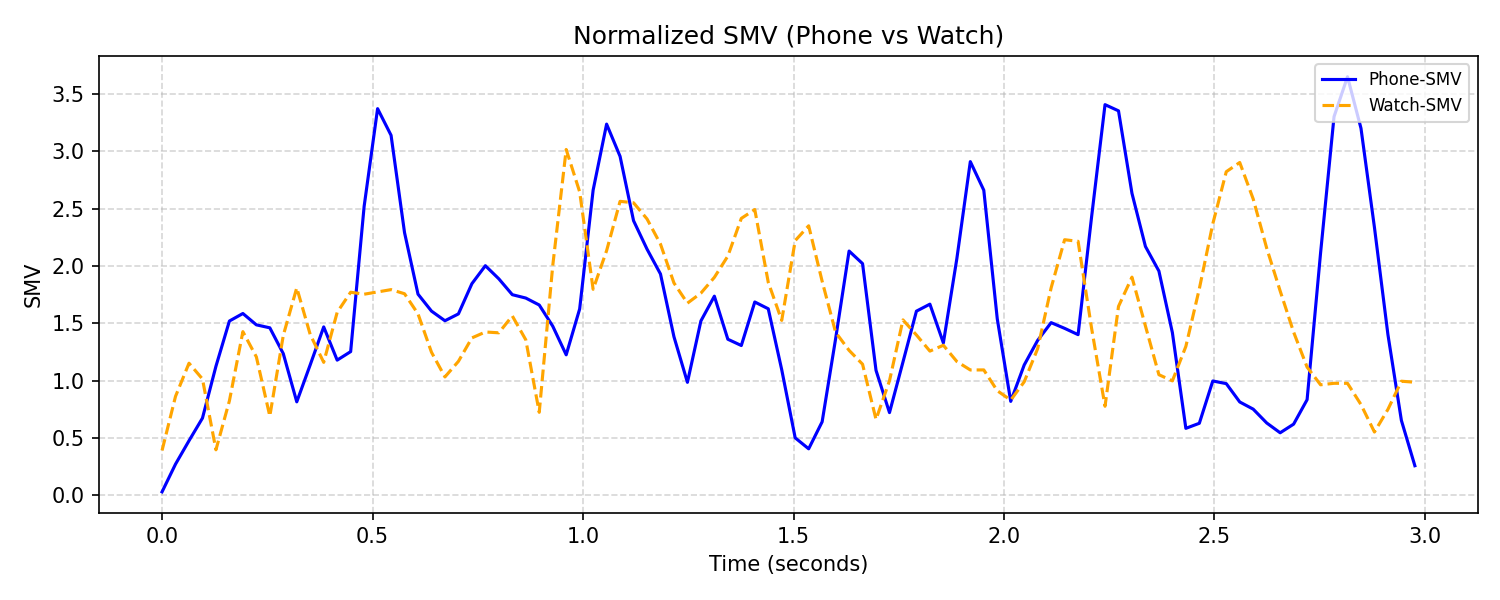 Normalized SMV (Phone vs Watch)
Phone-SMV
Watch-SMV
3.5
3.0
2.5
2.0
1.5
1.0
0.5
0.0
SMV
0.0 0.5 1.0 1.5 2.0 2.5 3.0
Time (seconds)